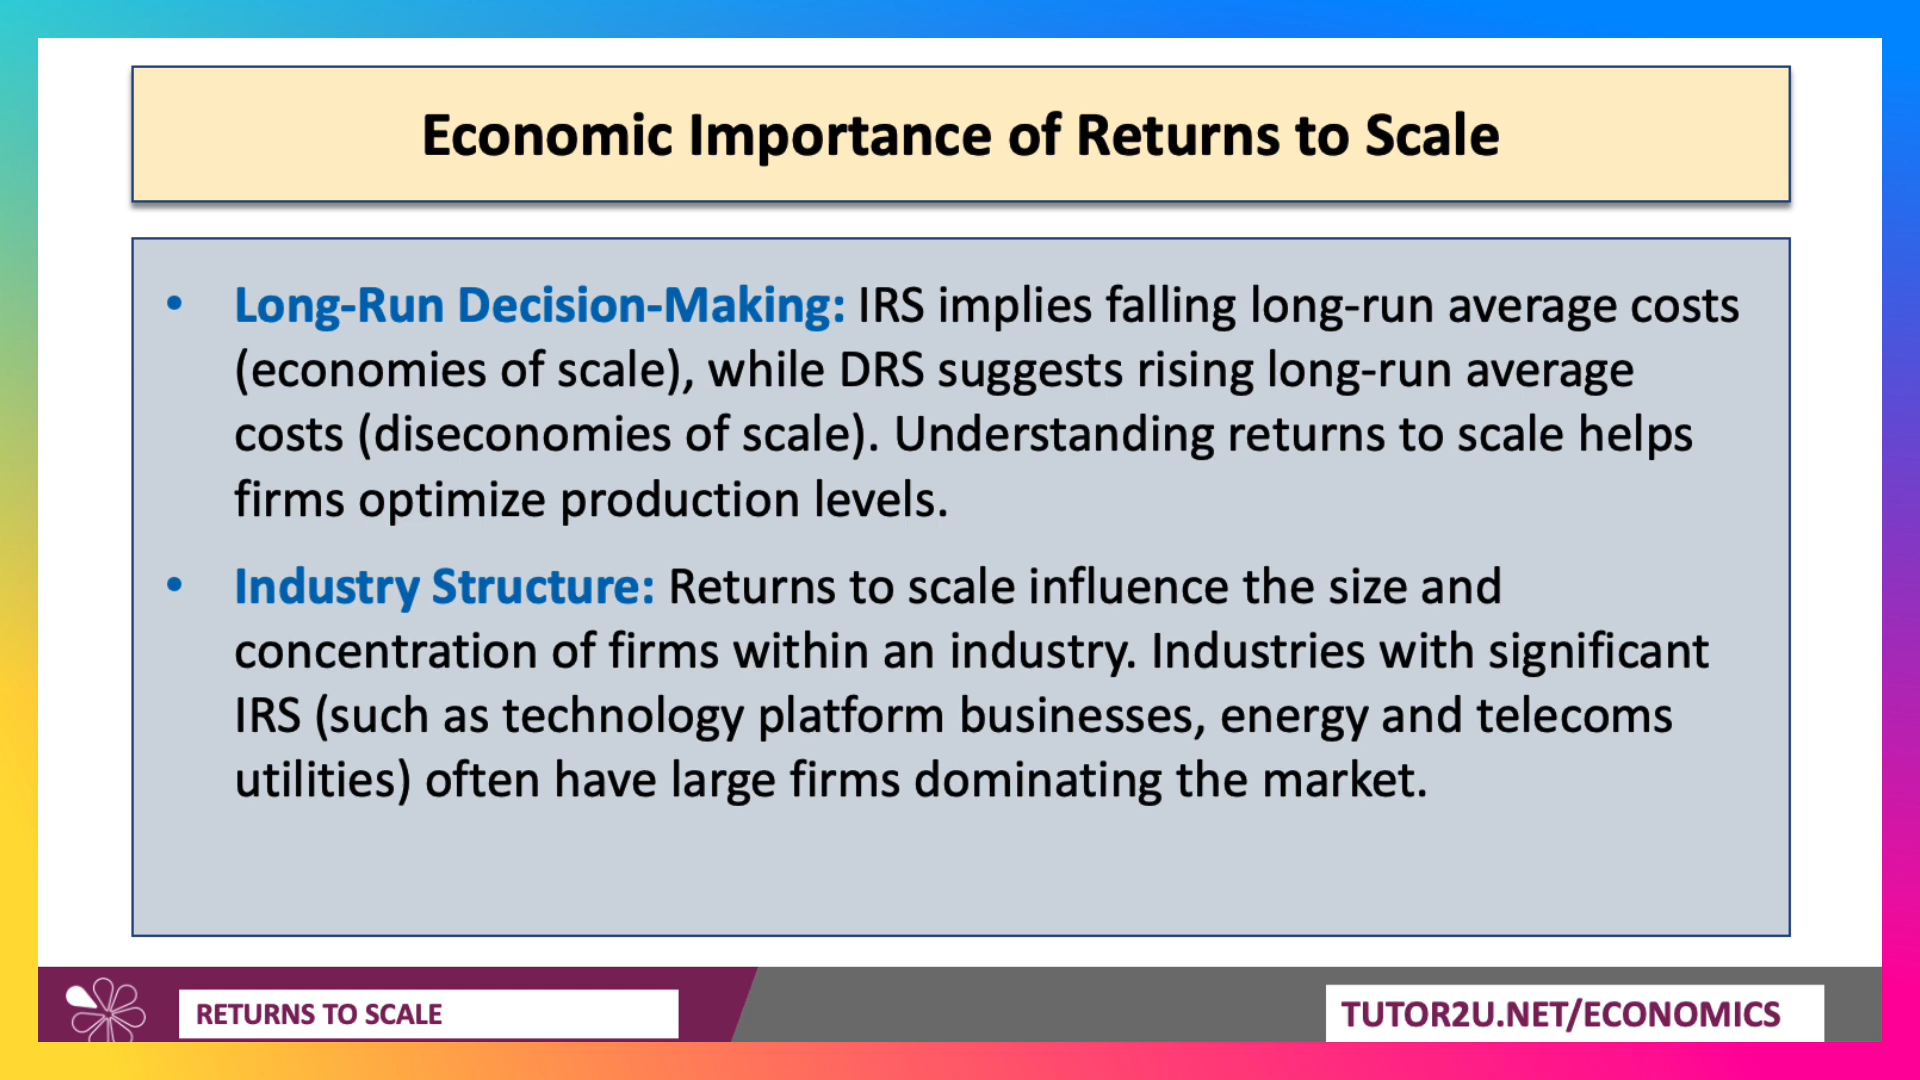 Economic Importance of Returns to Scale
• Long-Run Decision-Making: IRS implies falling long-run average costs
(economies of scale), while DRS suggests rising long-run average
costs (diseconomies of scale). Understanding returns to scale helps
firms optimize production levels.
• Industry Structure: Returns to scale influence the size and
concentration of firms within an industry. Industries with significant
IRS (such as technology platform businesses, energy and telecoms
utilities) often have large firms dominating the market.
RETURNS TO SCALE
TUTOR2U.NET/ECONOMICS